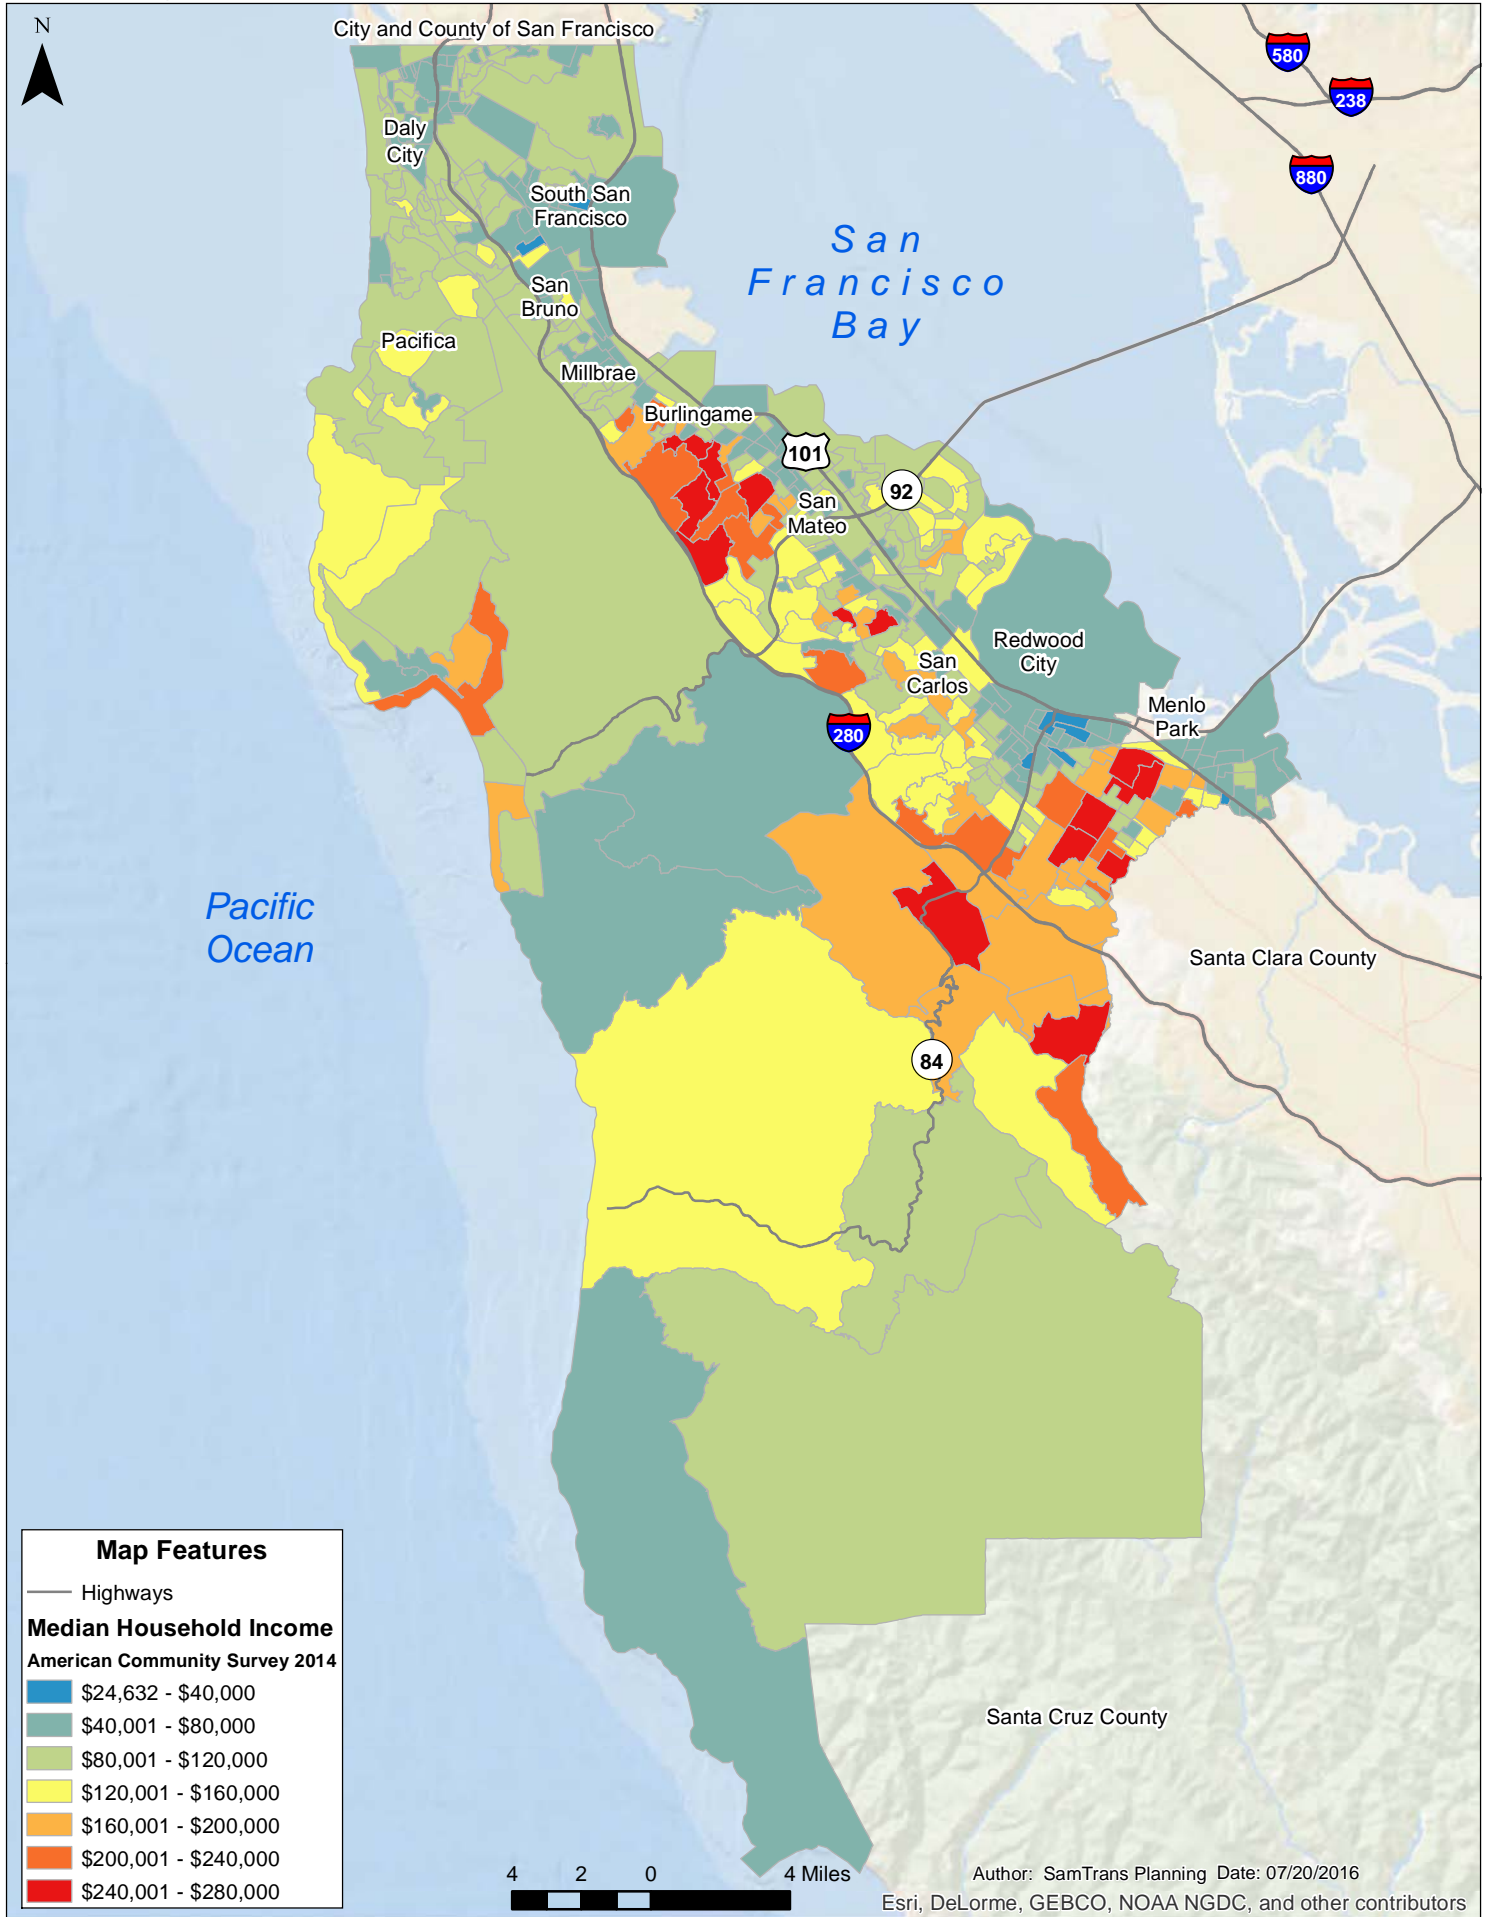 N
City and County of San Francisco
580
238
880
Daly
City
South San
Francisco
San
Francisco
Bay
San
Bruno
Pacifica
Millbrae
Burlingame
101
92
San
Mateo
Redwood
City
San
Carlos
Menlo
Park
280
Pacific
Ocean
Santa Clara County
84
Map Features
Highways
Median Household Income
American Community Survey 2014
$24,632 - $40,000
$40,001 - $80,000
$80,001 - $120,000
$120,001 - $160,000
$160,001 - $200,000
$200,001 - $240,000
$240,001 - $280,000
Santa Cruz County
4 2 0 4 Miles
Author: SamTrans Planning Date: 07/20/2016
Esri, DeLorme, GEBCO, NOAA NGDC, and other contributors